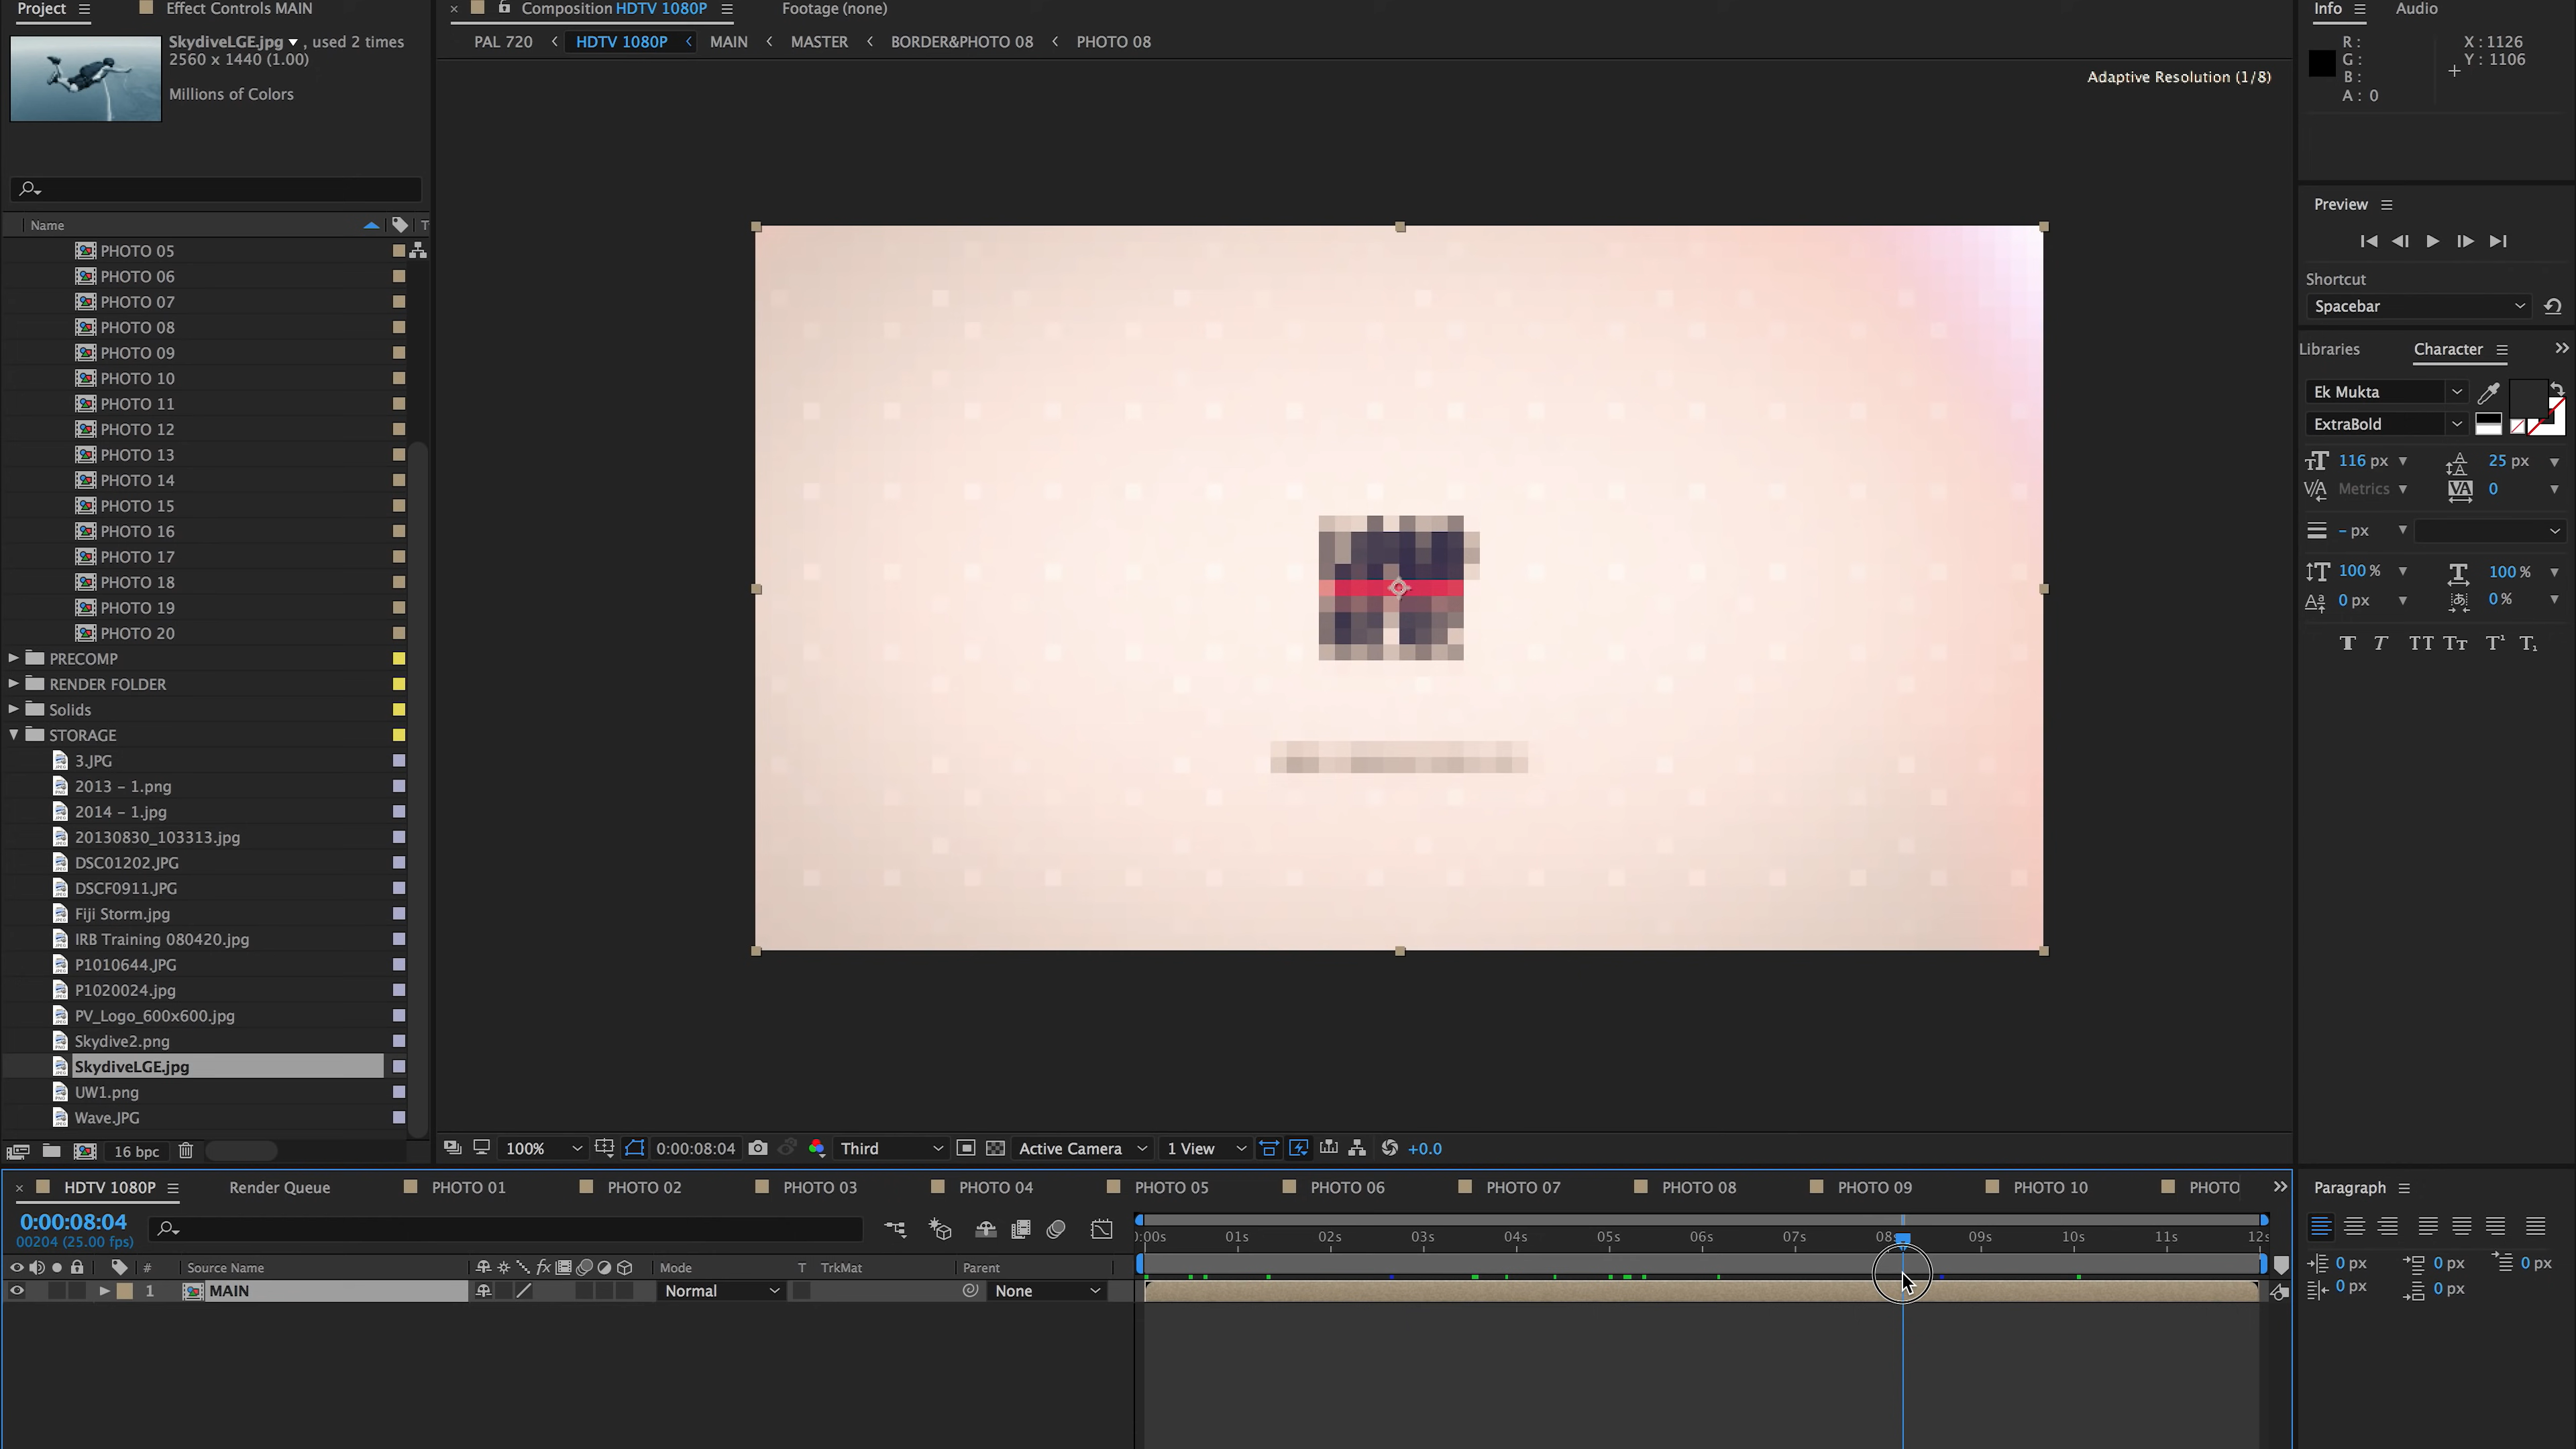 Project
Effect Controls MAIN
SkydiveLGE.jpg , used 2 times
2560 x 1440 (1.00)
Millions of Colors
Name
T
PHOTO 05
PHOTO 06
PHOTO 07
PHOTO 08
PHOTO 09
PHOTO 10
PHOTO 11
PHOTO 12
PHOTO 13
PHOTO 14
PHOTO 15
PHOTO 16
PHOTO 17
PHOTO 18
PHOTO 19
PHOTO 20
PRECOMP
RENDER FOLDER
Solids
STORAGE
3.JPG
2013 - 1.png
2014 - 1.jpg
20130830_103313.jpg
DSC01202.JPG
DSCF0911.JPG
Fiji Storm.jpg
IRB Training 080420.jpg
P1010644.JPG
P1020024.jpg
PV_Logo_600x600.jpg
Skydive2.png
SkydiveLGE.jpg
UW1.png
Wave.JPG
16 bpc
Composition HDTV 1080P
Footage (none)
PAL 720 HDTV 1080P MAIN MASTER BORDER&PHOTO 08 PHOTO 08
Adaptive Resolution (1/8)
100% 0:00:08:04 Third Active Camera 1 View +0.0
Info Audio
R : X : 1126
G : Y : 1106
B :
A : 0
Preview
Shortcut
Spacebar
Libraries Character
Ek Mukta
ExtraBold
116 px 25 px
Metrics 0
- px
100 % 100 %
0 px 0 %
HDTV 1080P Render Queue PHOTO 01 PHOTO 02 PHOTO 03 PHOTO 04 PHOTO 05 PHOTO 06 PHOTO 07 PHOTO 08 PHOTO 09 PHOTO 10 PHOTO
0:00:08:04
00204 (25.00 fps)
):00s 01s 02s 03s 04s 05s 06s 07s 08s 09s 10s 11s 12s
# Source Name fx Mode T TrkMat Parent
1 MAIN Normal None
Paragraph
0 px 0 px 0 px
0 px 0 px